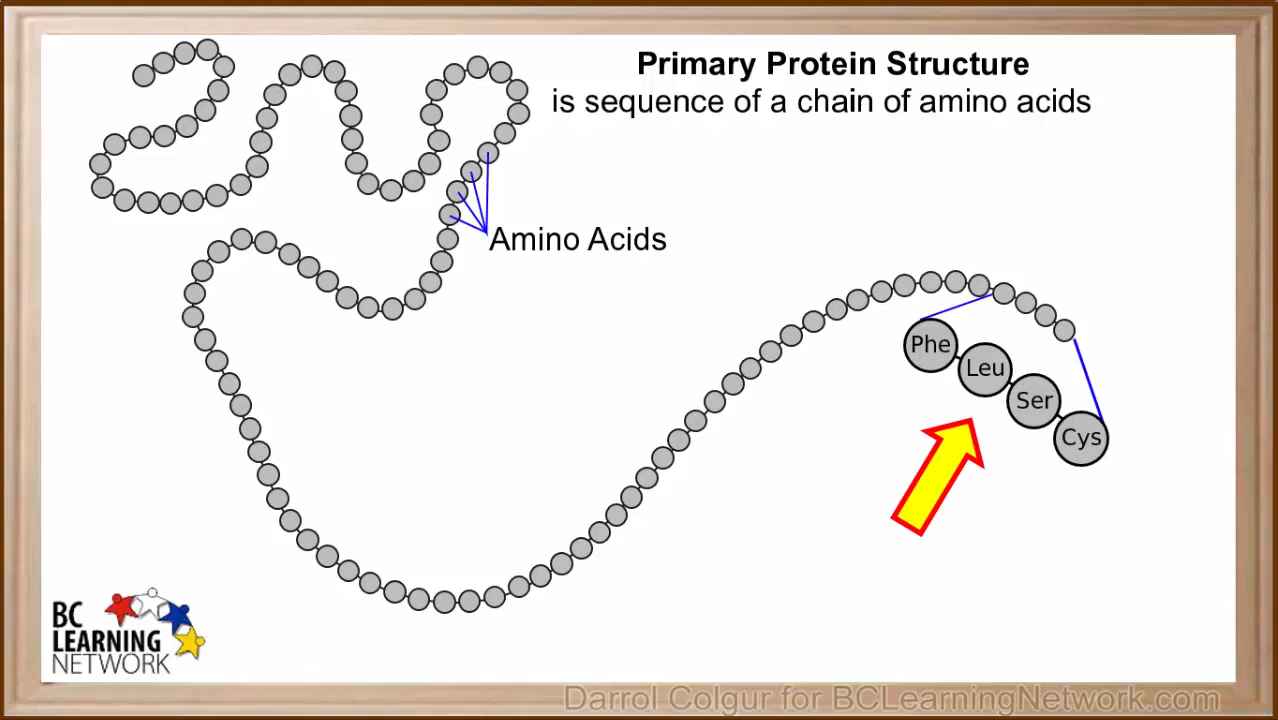 Primary Protein Structure
is sequence of a chain of amino acids
Amino Acids
Phe
Leu
Ser
Cys
BC
LEARNING
NETWORK
Darrol Colgur for BCLearningNetwork.com